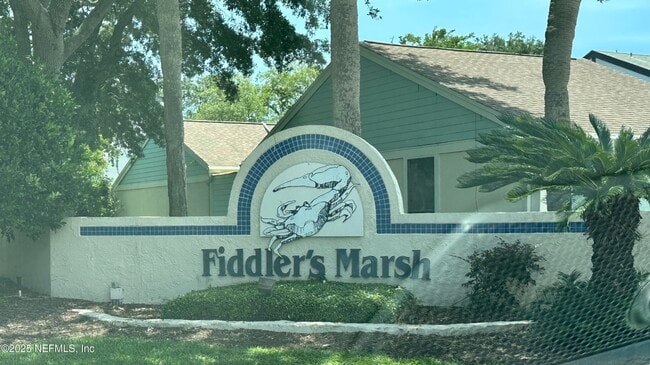 Fiddler's Marsh
©2025 NEFMLS, Inc